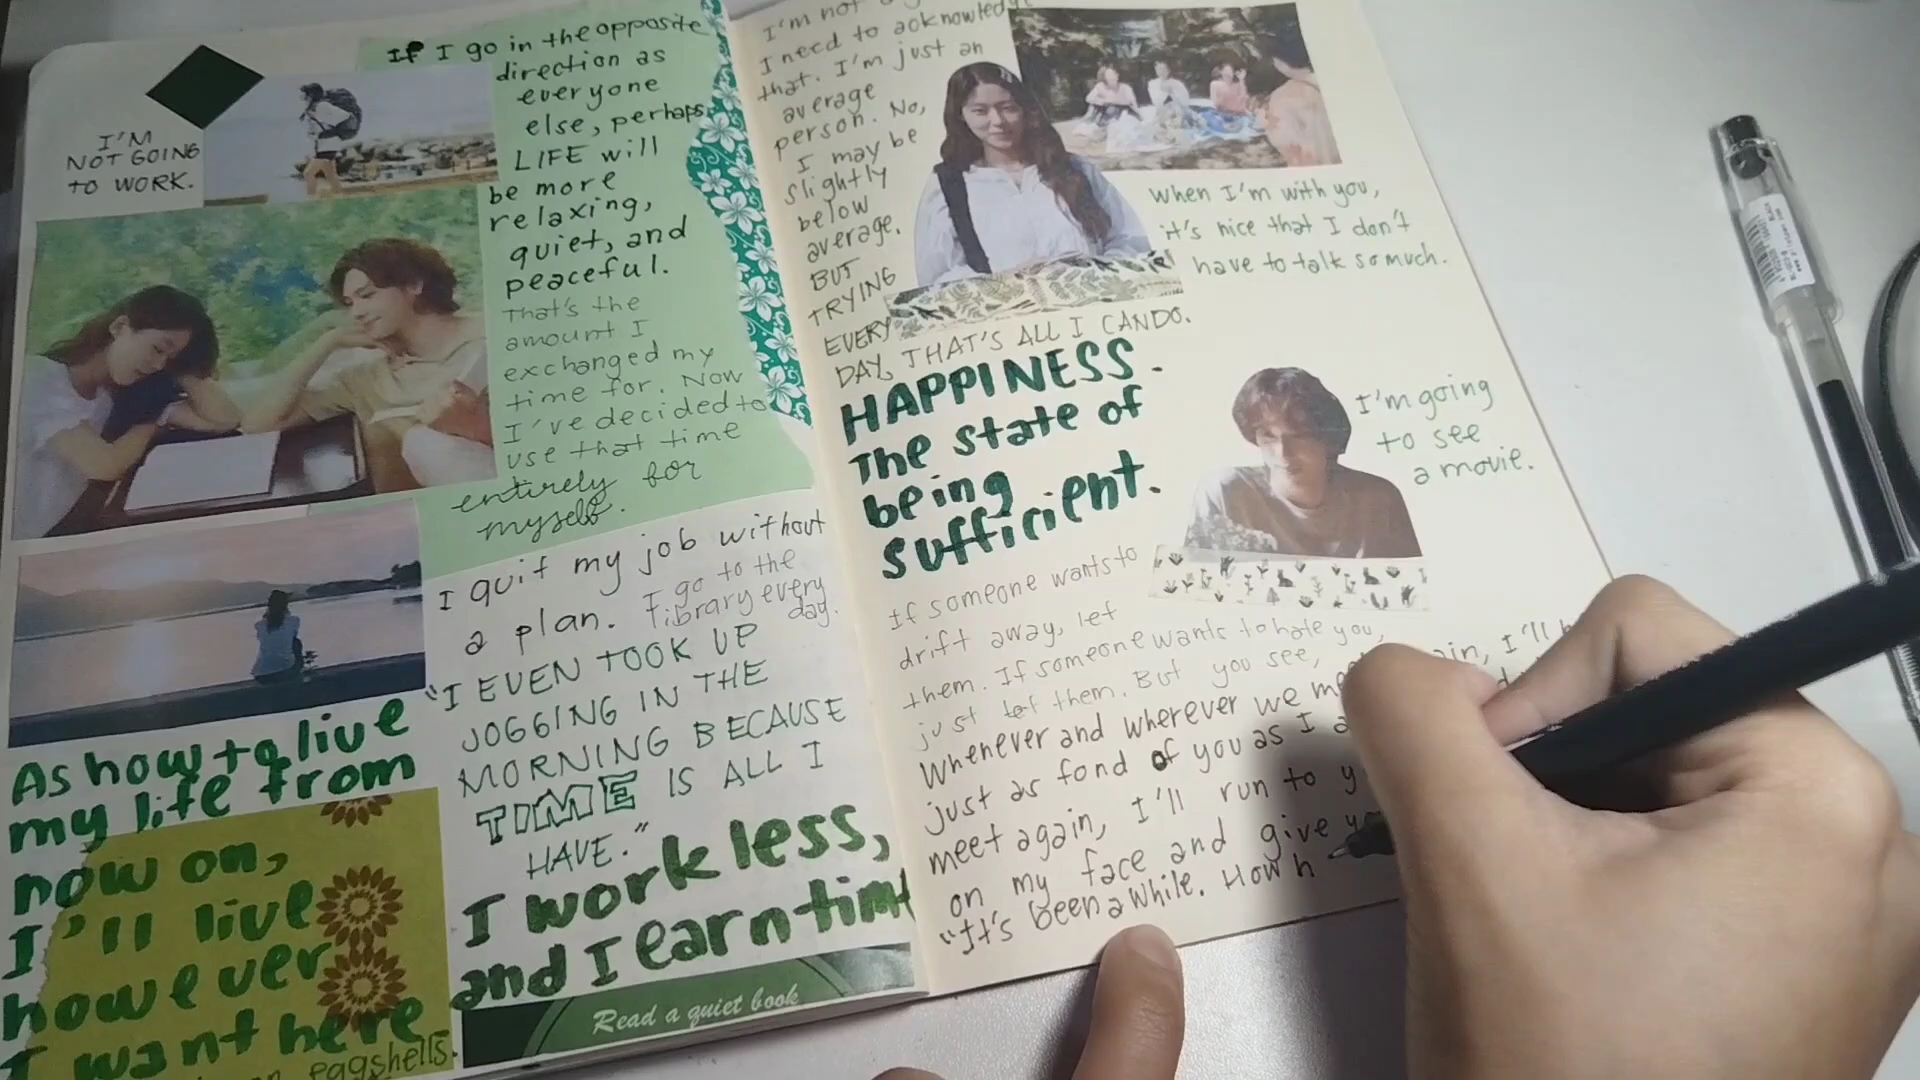 I'M
NOT GOING
TO WORK.
If I go in the opposite
direction as
everyone
else, perhaps
LIFE will
be more
relaxing,
quiet, and
peaceful.
That's the
amount I
exchanged my
time for. Now
I've decided to
use that time
entirely for
myself.
I quit my job without
a plan. I go to the
library every
day.
"I EVEN TOOK UP
JOGGING IN THE
MORNING BECAUSE
TIME IS ALL I
HAVE."
I work less,
and I earn time
As how to live
my life from
now on,
I'll live
however
I want here
eggshells.
Read a quiet book
I'm not
I need to acknowledge
that. I'm just an
average
person. No,
I may be
slightly
below
average.
BUT
TRYING
EVERY
DAY, THAT'S ALL I CAN DO.
When I'm with you,
it's nice that I don't
have to talk so much.
HAPPINESS.
The state of
being
sufficient.
I'm going
to see
a movie.
If someone wants to
drift away, let
them. If someone wants to hate you,
just let them. But you see,
Whenever and wherever we
just as fond of you as I
meet again, I'll run to
on my face and give
"It's been a while. How h